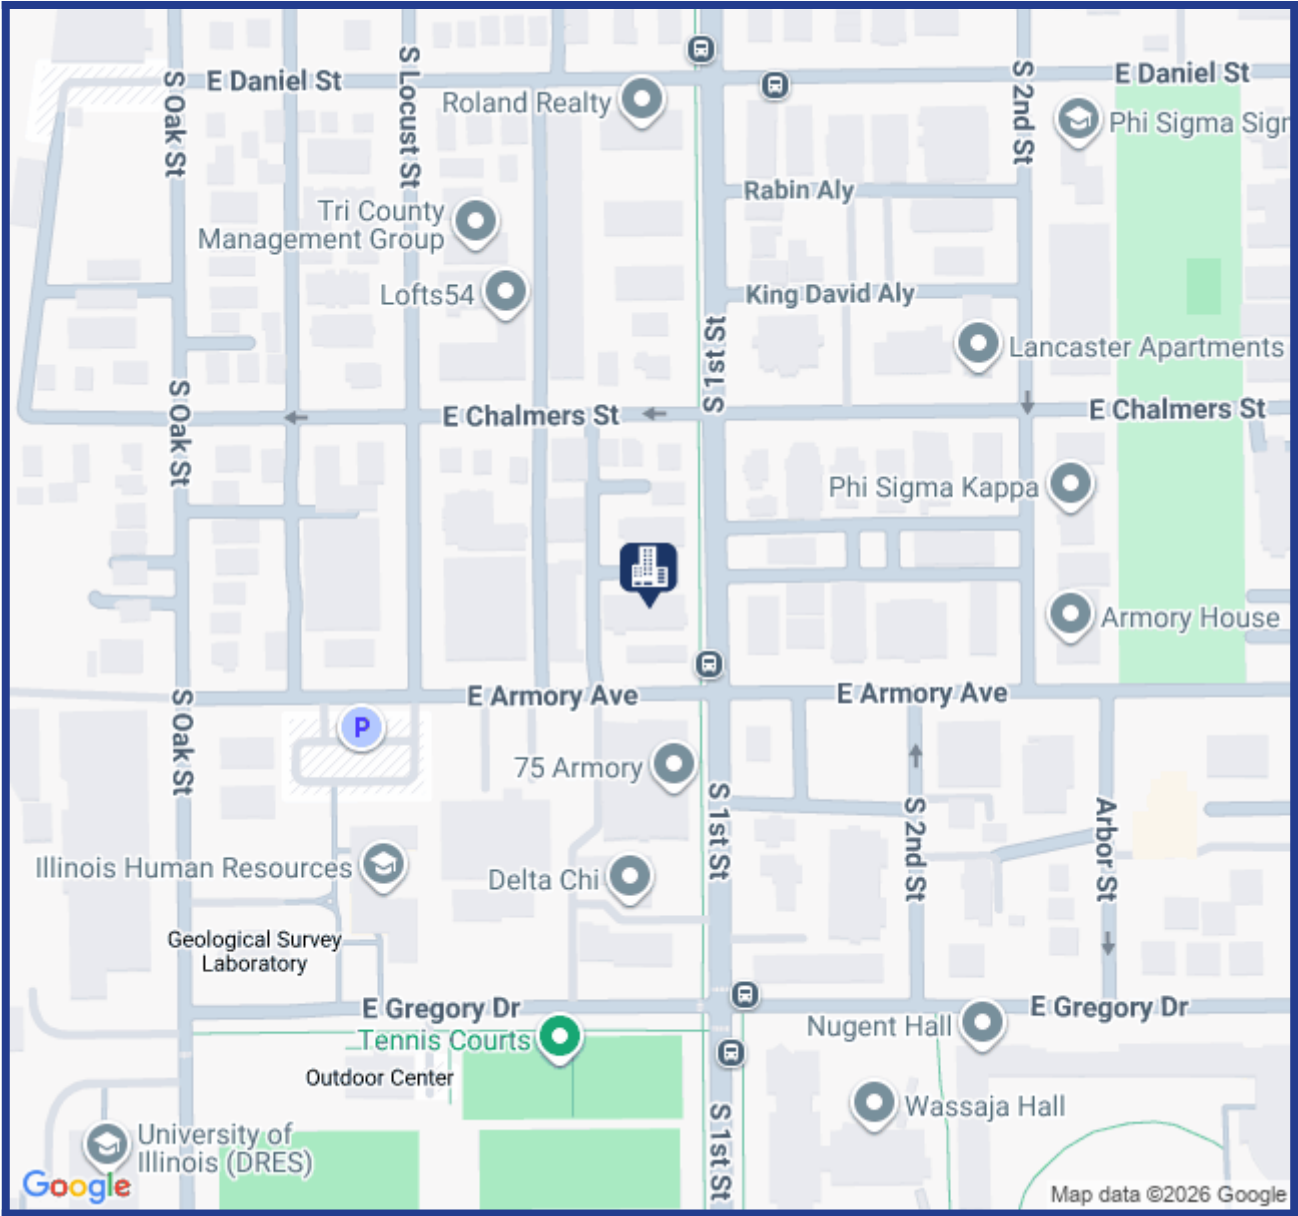 E Daniel St
E Daniel St
S Oak St
S Locust St
S 2nd St
Roland Realty
Phi Sigma Sigr
Rabin Aly
Tri County
Management Group
Lofts54
King David Aly
S 1st St
Lancaster Apartments
S Oak St
E Chalmers St
E Chalmers St
Phi Sigma Kappa
Armory House
E Armory Ave
E Armory Ave
S Oak St
P
75 Armory
S 1st St
S 2nd St
Arbor St
Illinois Human Resources
Delta Chi
Geological Survey
Laboratory
E Gregory Dr
E Gregory Dr
Tennis Courts
Nugent Hall
Outdoor Center
Wassaja Hall
University of
Illinois (DRES)
S 1st St
Google
Map data ©2026 Google